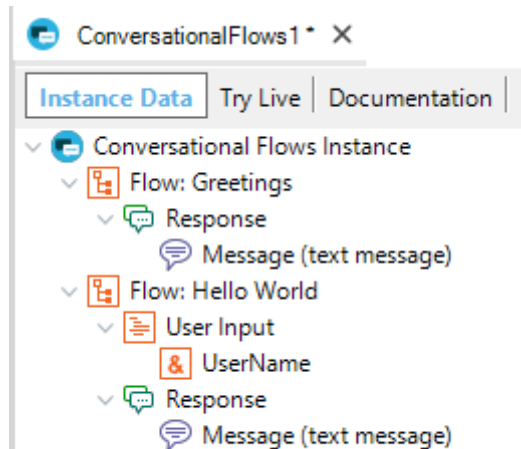 ConversationalFlows1 *
Instance Data Try Live Documentation
Conversational Flows Instance
Flow: Greetings
Response
Message (text message)
Flow: Hello World
User Input
& UserName
Response
Message (text message)